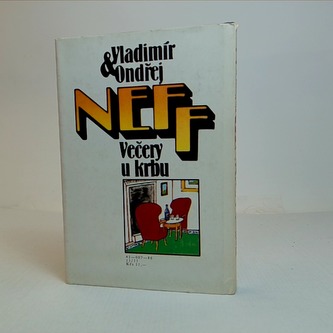 Vladimír
& Ondřej
NEFF
Večery
u krbu